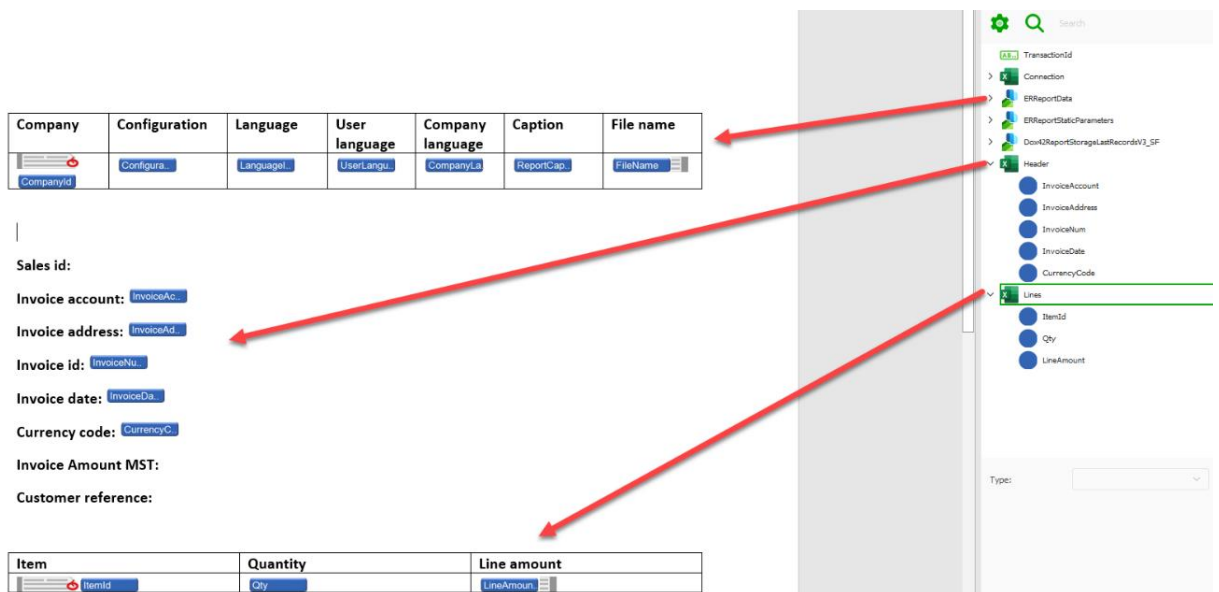 Search
AB..
TransactionId
Connection
ERReportData
ERReportStaticParameters
Dox42ReportStorageLastRecordsV3_SF
Header
InvoiceAccount
InvoiceAddress
InvoiceNum
InvoiceDate
CurrencyCode
Lines
ItemId
Qty
LineAmount
Type:
Company Configuration Language User language Company language Caption File name
CompanyId Configura.. LanguageI.. UserLangu.. CompanyLa ReportCap.. FileName
Sales id:
Invoice account: InvoiceAc..
Invoice address: InvoiceAd..
Invoice id: InvoiceNu..
Invoice date: InvoiceDa..
Currency code: CurrencyC..
Invoice Amount MST:
Customer reference:
Item Quantity Line amount
ItemId Qty LineAmoun..